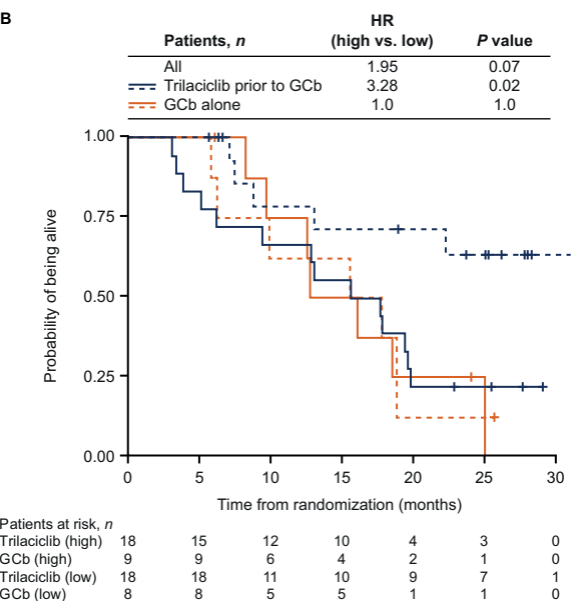 B
HR
Patients, n (high vs. low) P value
All 1.95 0.07
Trilaciclib prior to GCb 3.28 0.02
GCb alone 1.0 1.0
1.00
0.75
0.50
0.25
0.00
Probability of being alive
0 5 10 15 20 25 30
Time from randomization (months)
Patients at risk, n
Trilaciclib (high) 18 15 12 10 4 3 0
GCb (high) 9 9 6 4 2 1 0
Trilaciclib (low) 18 18 11 10 9 7 1
GCb (low) 8 8 5 5 1 1 0